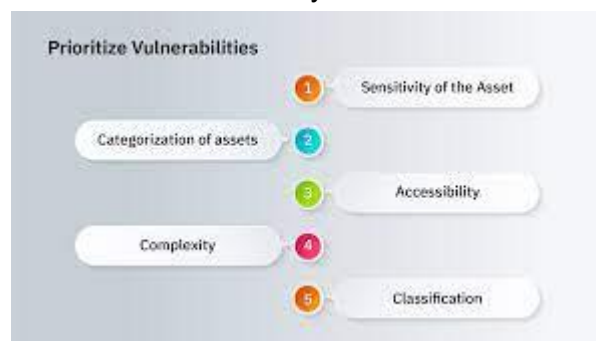 Prioritize Vulnerabilities
1
Sensitivity of the Asset
Categorization of assets
2
3
Accessibility
Complexity
4
5
Classification